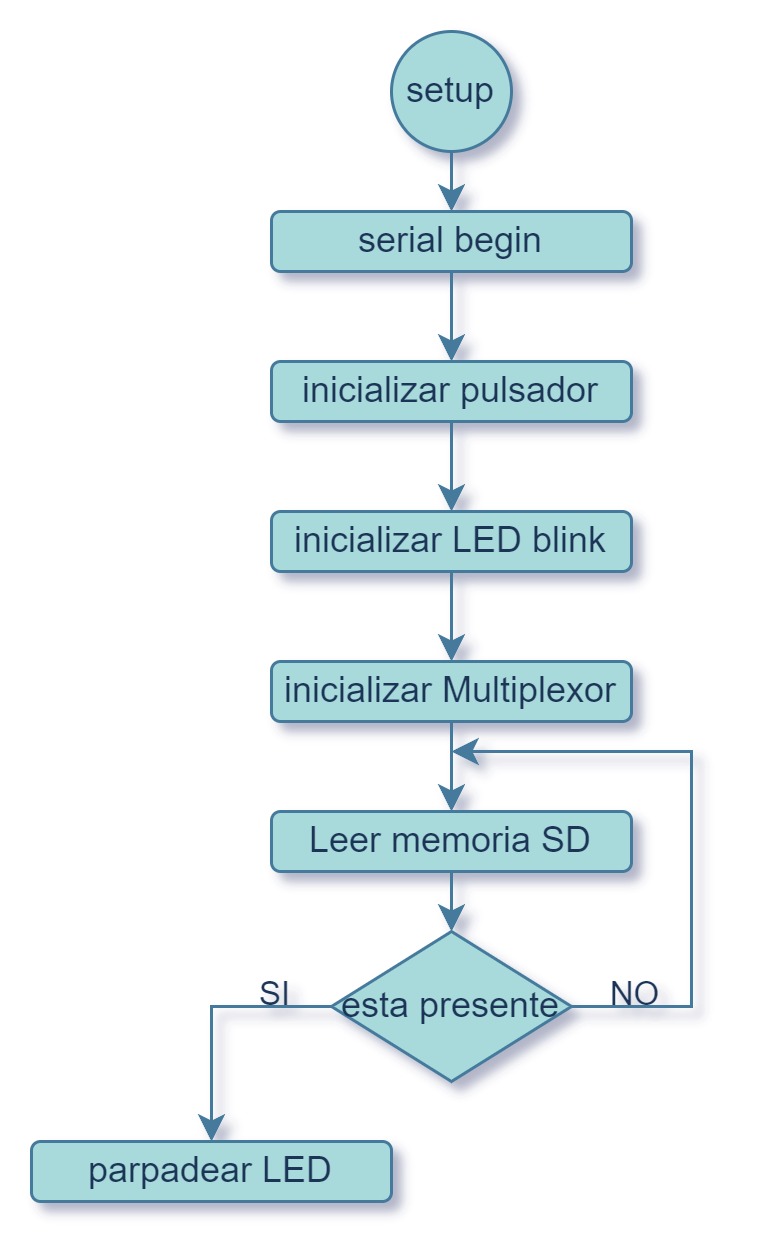 setup
serial begin
inicializar pulsador
inicializar LED blink
inicializar Multiplexor
Leer memoria SD
esta presente
SI
NO
parpadear LED